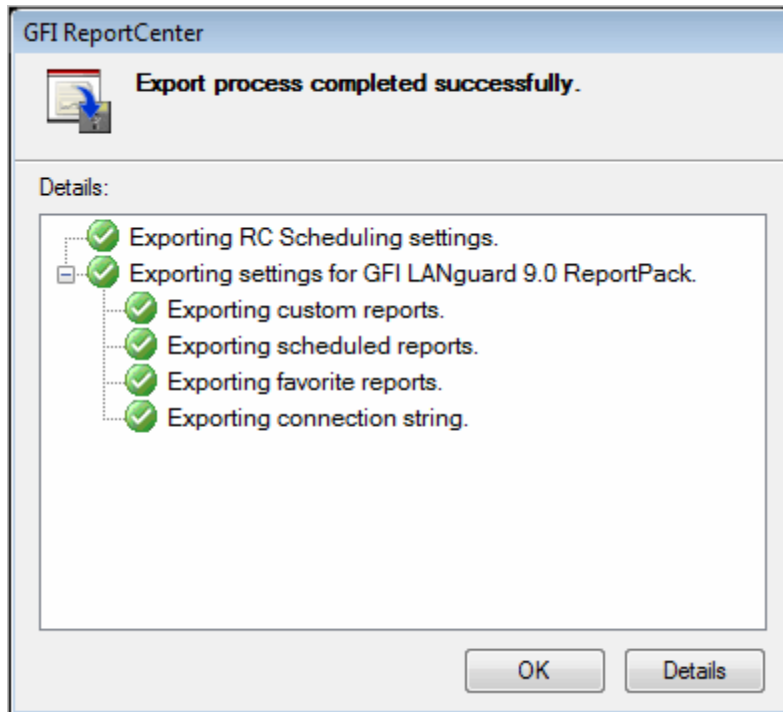 GFI ReportCenter
Export process completed successfully.
Details:
Exporting RC Scheduling settings.
Exporting settings for GFI LANguard 9.0 ReportPack.
Exporting custom reports.
Exporting scheduled reports.
Exporting favorite reports.
Exporting connection string.
OK Details